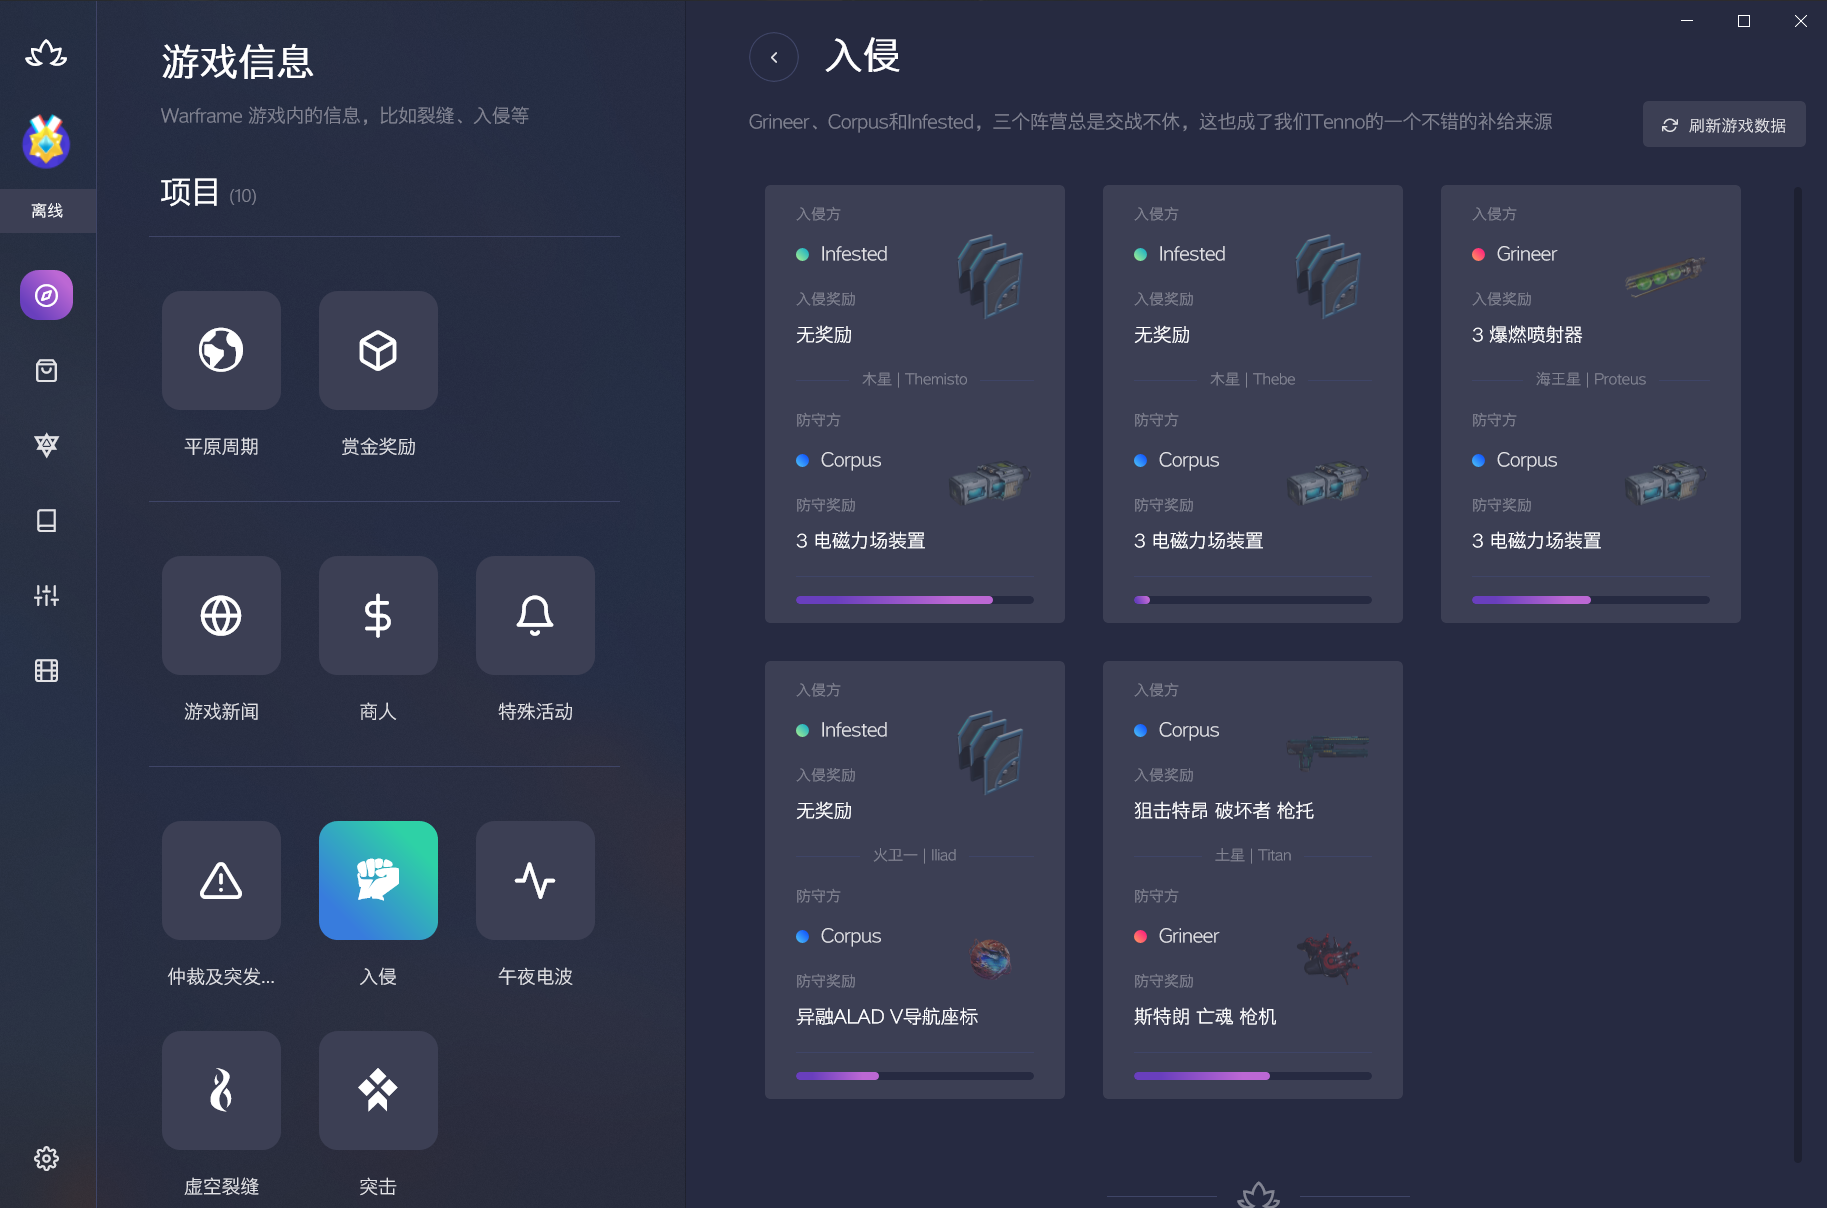 离线
游戏信息
Warframe 游戏内的信息，比如裂缝、入侵等
项目 (10)
平原周期
赏金奖励
游戏新闻
商人
特殊活动
仲裁及突发...
入侵
午夜电波
虚空裂缝
突击
入侵
Grineer、Corpus和Infested，三个阵营总是交战不休，这也成了我们Tenno的一个不错的补给来源
刷新游戏数据
入侵方
Infested
入侵奖励
无奖励
木星 | Themisto
防守方
Corpus
防守奖励
3 电磁力场装置
入侵方
Infested
入侵奖励
无奖励
木星 | Thebe
防守方
Corpus
防守奖励
3 电磁力场装置
入侵方
Grineer
入侵奖励
3 爆燃喷射器
海王星 | Proteus
防守方
Corpus
防守奖励
3 电磁力场装置
入侵方
Infested
入侵奖励
无奖励
火卫一 | Iliad
防守方
Corpus
防守奖励
异融ALAD V导航座标
入侵方
Corpus
入侵奖励
狙击特昂 破坏者 枪托
土星 | Titan
防守方
Grineer
防守奖励
斯特朗 亡魂 枪机